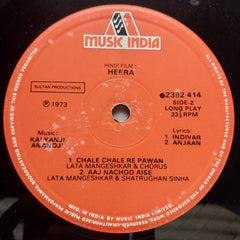 MUSIC INDIA
HINDI FILM:
HEERA
SULTAN PRODUCTIONS
℗ 1973
2392 414
SIDE-2
LONG PLAY
33⅓ RPM
Music:
KALYANJI
ANANDJI
Lyrics:
1 INDIVAR
2 ANJAAN
1. CHALE CHALE RE PAWAN
LATA MANGESHKAR & CHORUS
2. AAJ NACHOO AISE
LATA MANGESHKAR & SHATRUGHAN SINHA
MADE IN INDIA BY MUSIC INDIA LIMITED